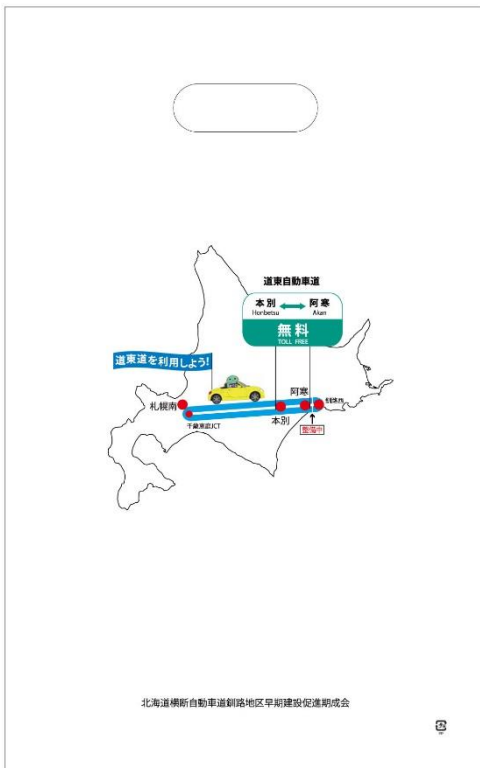 道東自動車道
本別 阿寒
Honbetsu Akan
無料
TOLL FREE
道東道を利用しよう!
阿寒
札幌南
本別
千歳恵庭JCT
整備中
北海道横断自動車道釧路地区早期建設促進期成会